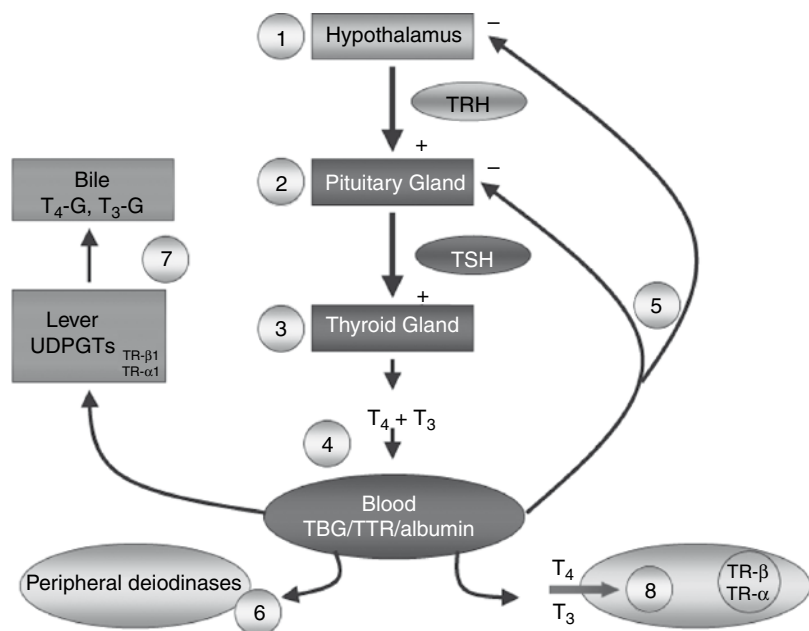 1
Hypothalamus
−
TRH
+
2
Pituitary Gland
−
Bile
T₄-G, T₃-G
7
TSH
+
3
Thyroid Gland
5
Lever
UDPGTs
TR-β1
TR-α1
T₄ + T₃
4
Blood
TBG/TTR/albumin
Peripheral deiodinases
6
T₄
T₃
8
TR-β
TR-α